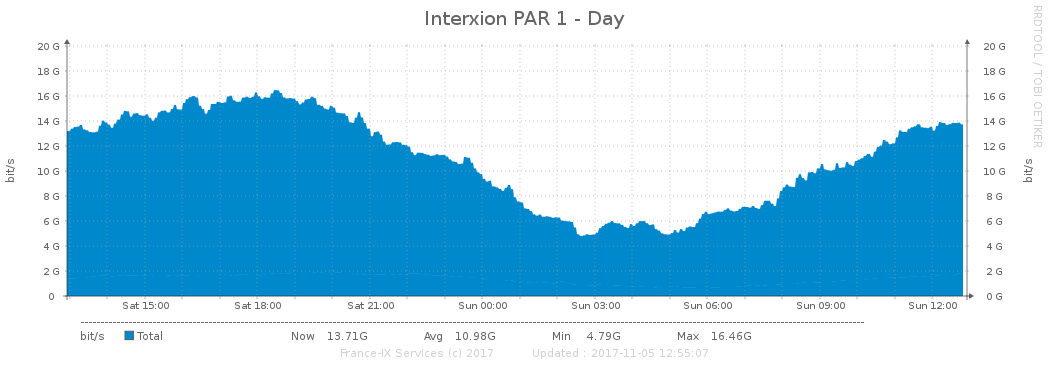 Interxion PAR 1 - Day
RRDTOOL / TOBI OETIKER
20 G 20 G
18 G 18 G
16 G 16 G
14 G 14 G
12 G 12 G
10 G 10 G
8 G 8 G
6 G 6 G
4 G 4 G
2 G 2 G
0 0 G
bit/s bit/s
Sat 15:00 Sat 18:00 Sat 21:00 Sun 00:00 Sun 03:00 Sun 06:00 Sun 09:00 Sun 12:00
bit/s Total Now 13.71G Avg 10.98G Min 4.79G Max 16.46G
France-IX Services (c) 2017 Updated : 2017-11-05 12:55:07